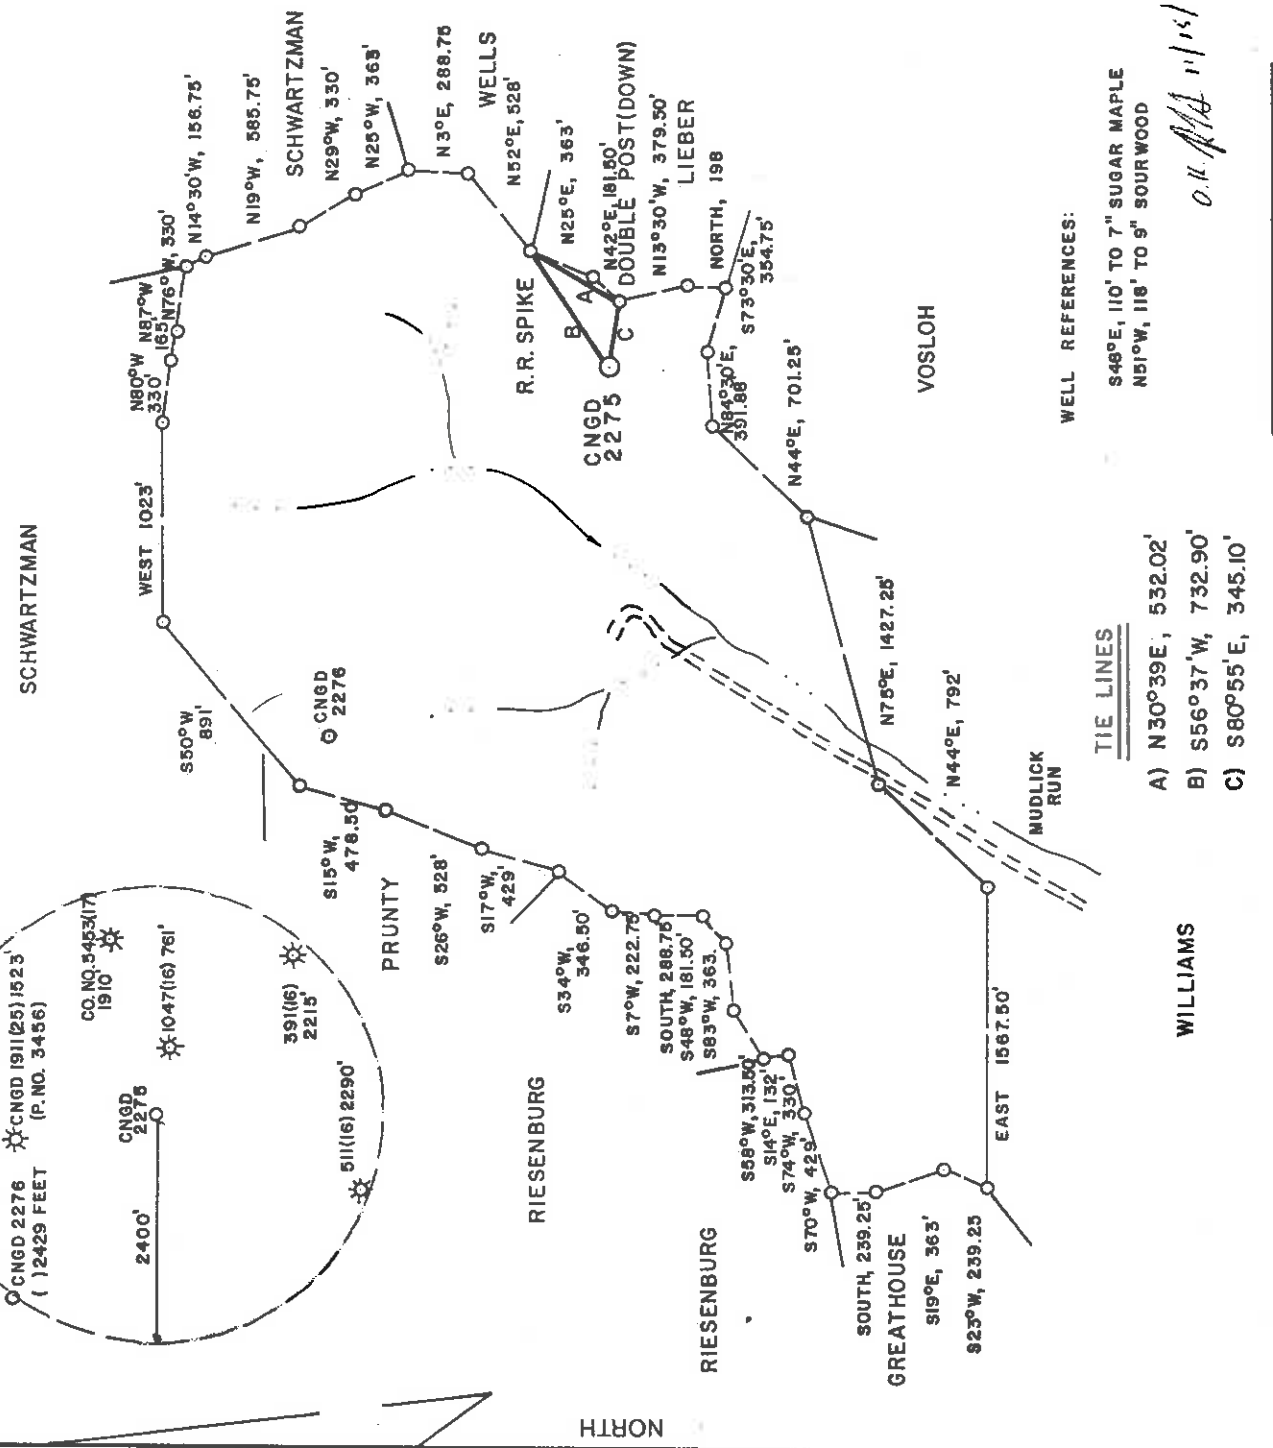 SCHWARTZMAN
CNGD 2276
CNGD 1911(25) 1523'
( ) 2429 FEET
(P. NO. 3456)
CO. NO. 5453(17)
1910'
1047(16) 761'
CNGD
2275
2400'
391(16)
2215'
511(16) 2290'
NORTH
S50°W
891'
WEST 1023'
N80°W
330'
N87°W
165'
N76°W, 330'
N14°30'W, 156.75'
N19°W, 585.75'
SCHWARTZMAN
N29°W, 330'
N25°W, 363'
N3°E, 288.75
WELLS
N52°E, 528'
R.R. SPIKE
N25°E, 363'
N42°E, 181.50'
DOUBLE POST (DOWN)
N13°30'W, 379.50'
LIEBER
NORTH, 198
S73°30'E,
354.75'
N84°30'E,
391.88'
N44°E, 701.25'
A
B
C
CNGD
2275
CNGD
2276
S15°W,
478.50'
PRUNTY
S26°W, 528'
S17°W,
429'
S34°W,
346.50'
S7°W, 222.75'
SOUTH, 288.75'
S48°W, 181.50'
S83°W, 363.
RIESENBURG
S58°W, 313.50'
S14°E, 132'
S74°W, 330'
S70°W, 429'
RIESENBURG
SOUTH, 239.25'
GREATHOUSE
S19°E, 363'
S23°W, 239.25
EAST 1567.50'
N44°E, 792'
N75°E, 1427.25'
MUDLICK
RUN
WILLIAMS
VOSLOH
WELL REFERENCES:
S48°E, 110' TO 7" SUGAR MAPLE
N51°W, 118' TO 9" SOURWOOD
TIE LINES
A) N30°39E, 532.02'
B) S56°37'W, 732.90'
C) S80°55'E, 345.10'
O.K.